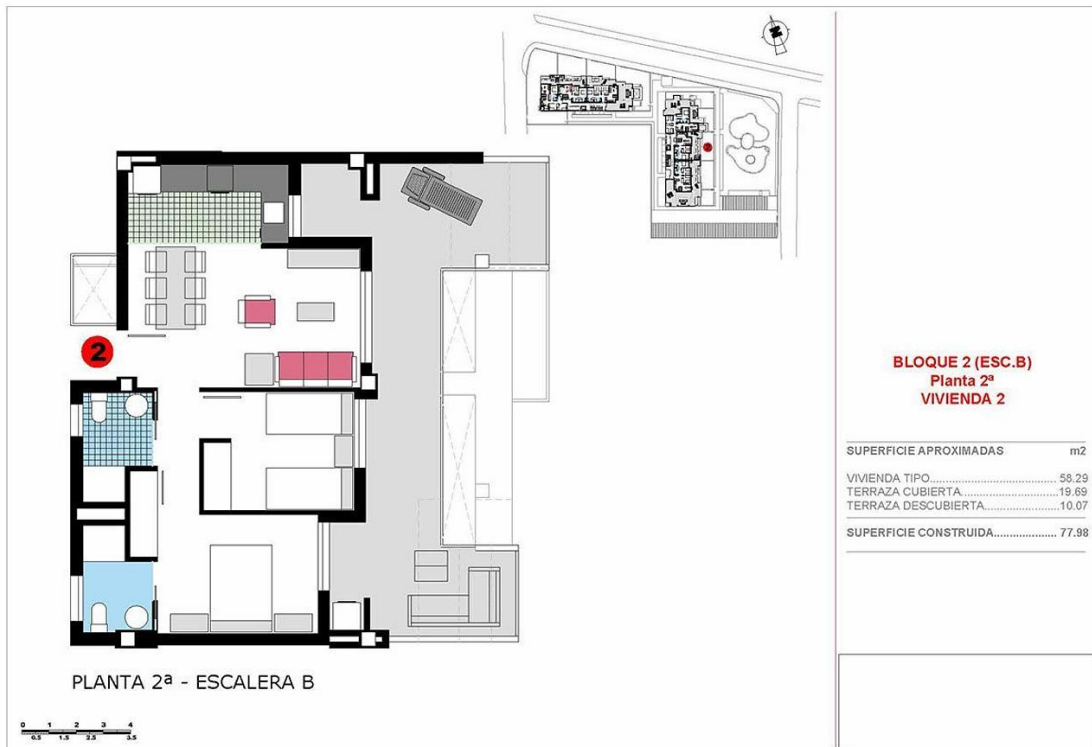 N
2
2
BLOQUE 2 (ESC.B)
Planta 2ª
VIVIENDA 2
SUPERFICIE APROXIMADAS m2
VIVIENDA TIPO.................................... 58.29
TERRAZA CUBIERTA............................ 19.69
TERRAZA DESCUBIERTA..................... 10.07
SUPERFICIE CONSTRUIDA.................. 77.98
PLANTA 2ª - ESCALERA B
0 1 2 3 4
0.5 1.5 2.5 3.5